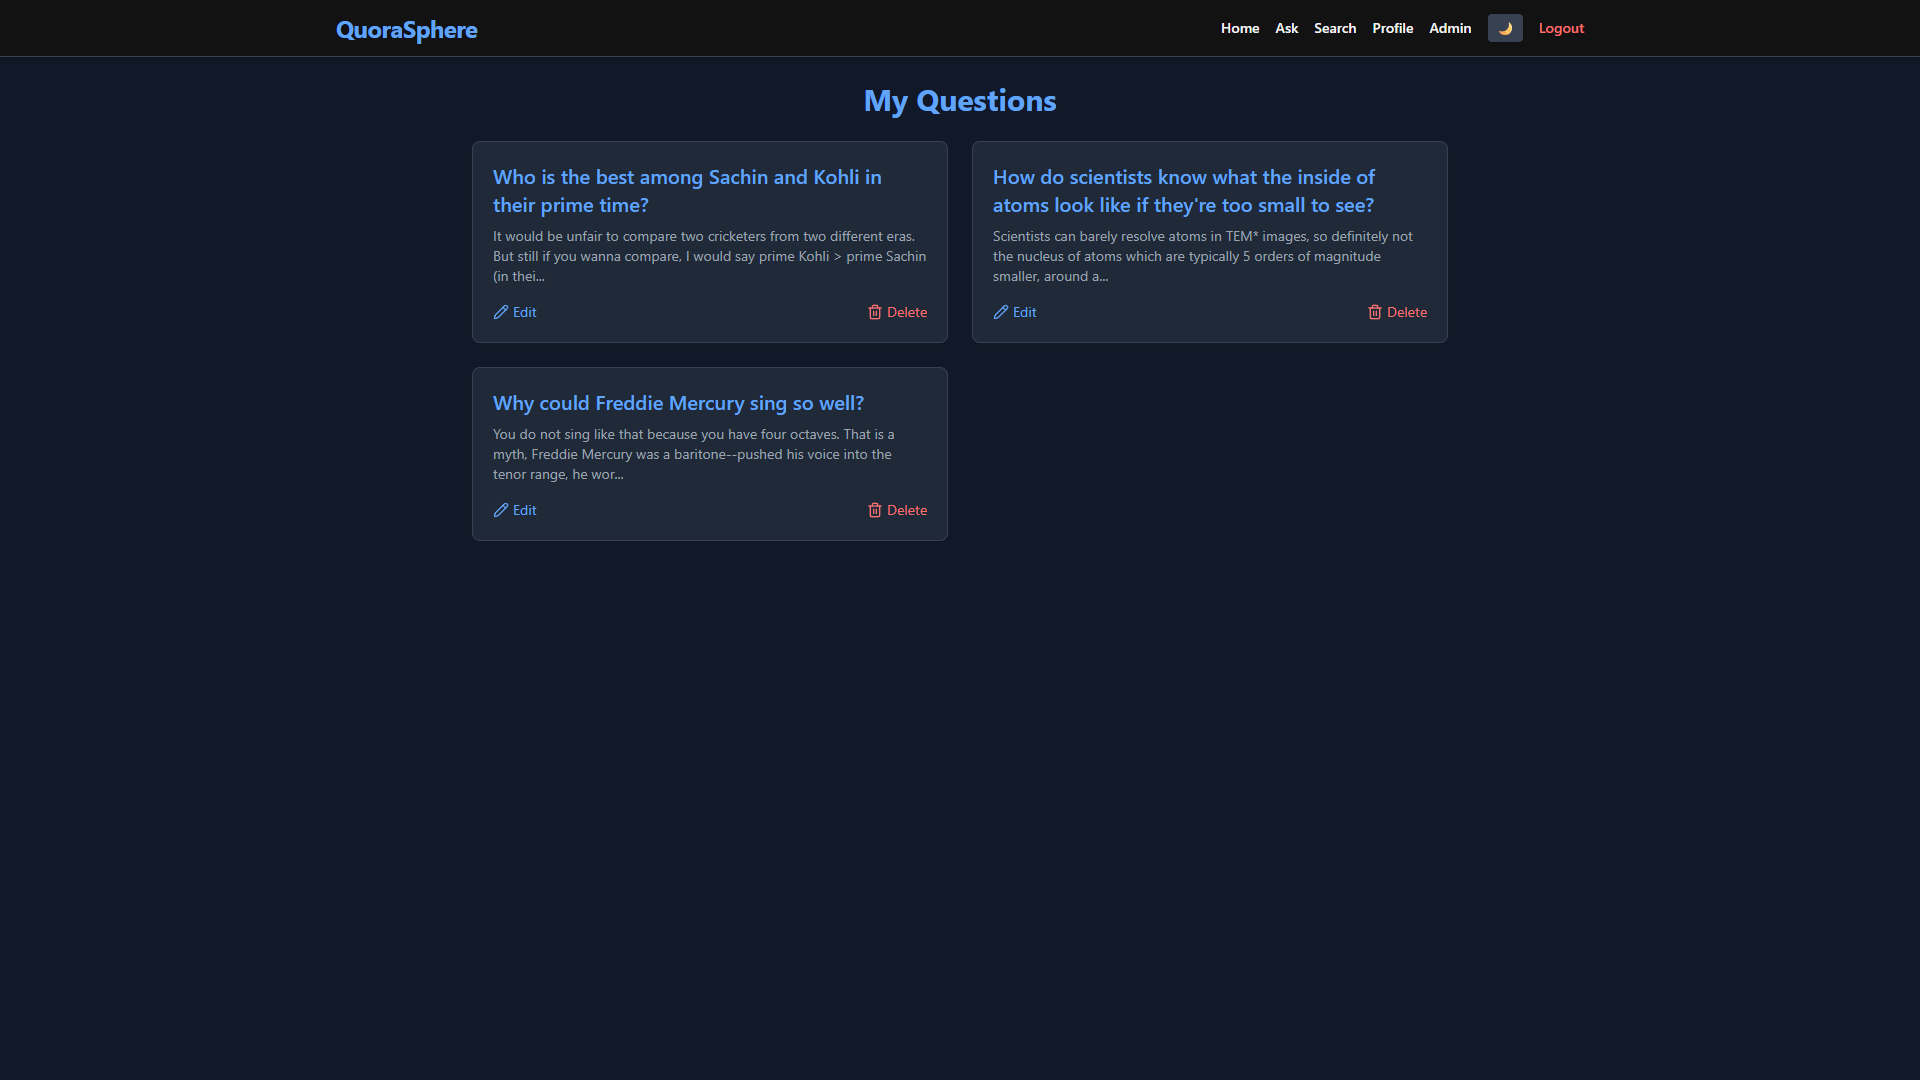 QuoraSphere
Home Ask Search Profile Admin Logout
My Questions
Who is the best among Sachin and Kohli in
their prime time?
It would be unfair to compare two cricketers from two different eras.
But still if you wanna compare, I would say prime Kohli > prime Sachin
(in thei...
Edit Delete
How do scientists know what the inside of
atoms look like if they're too small to see?
Scientists can barely resolve atoms in TEM* images, so definitely not
the nucleus of atoms which are typically 5 orders of magnitude
smaller, around a...
Edit Delete
Why could Freddie Mercury sing so well?
You do not sing like that because you have four octaves. That is a
myth, Freddie Mercury was a baritone--pushed his voice into the
tenor range, he wor...
Edit Delete